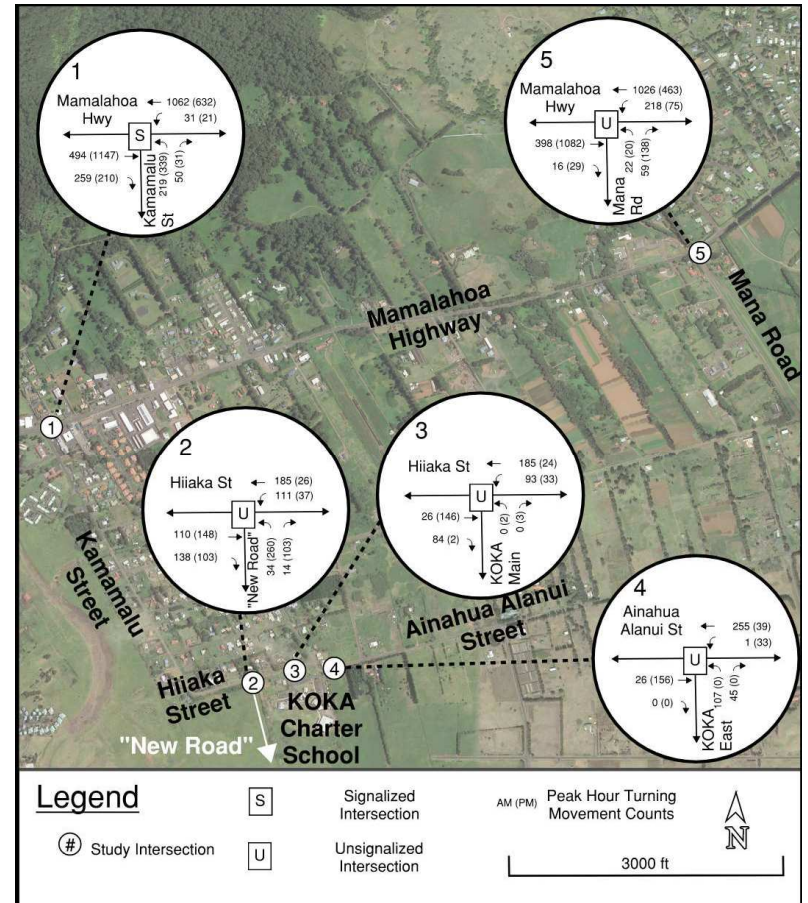 1
Mamalahoa
Hwy
1062 (632)
31 (21)
S
494 (1147)
259 (210)
Kamamalu
St
219 (339)
50 (31)
5
Mamalahoa
Hwy
1026 (463)
218 (75)
U
398 (1082)
16 (29)
Mana
Rd
22 (20)
59 (138)
5
Mana Road
Mamalahoa
Highway
1
2
Hiiaka St
185 (26)
111 (37)
U
110 (148)
138 (103)
"New Road"
34 (260)
14 (103)
3
Hiiaka St
185 (24)
93 (33)
U
26 (146)
84 (2)
KOKA
Main
0 (2)
0 (3)
Kamamalu
Street
Ainahua Alanui
Street
4
Ainahua
Alanui St
255 (39)
1 (33)
U
26 (156)
0 (0)
KOKA
East
107 (0)
45 (0)
2
3
4
Hiiaka
Street
"New Road"
KOKA
Charter
School
Legend
# Study Intersection
S Signalized
Intersection
U Unsignalized
Intersection
AM (PM) Peak Hour Turning
Movement Counts
N
3000 ft